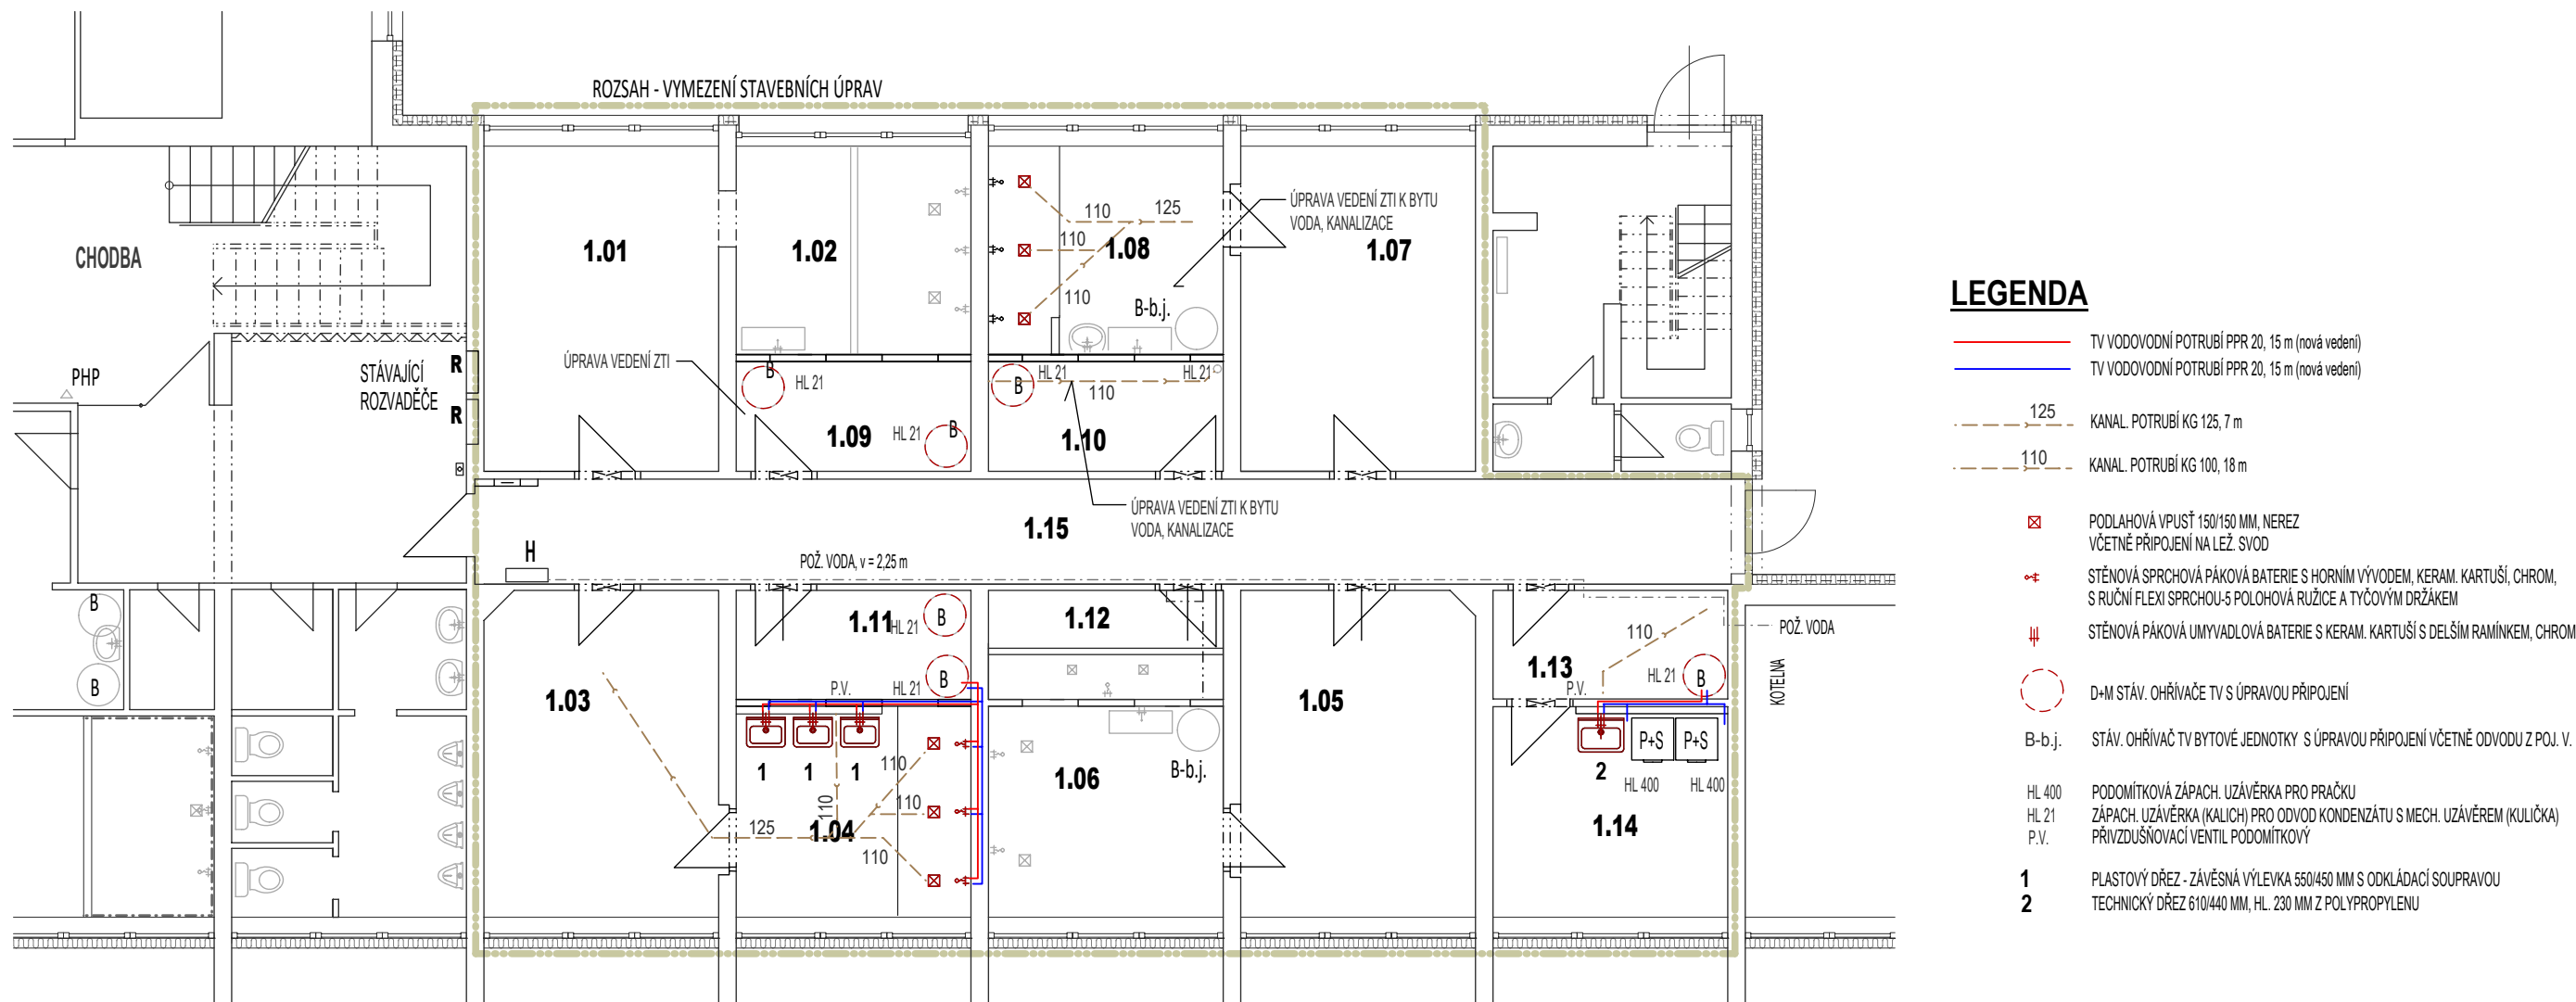 ROZSAH - VYMEZENÍ STAVEBNÍCH ÚPRAV
CHODBA
PHP
STÁVAJÍCÍ
ROZVADĚČE
R
R
1.01
1.02
1.08
1.07
110
125
110
110
B-b.j.
ÚPRAVA VEDENÍ ZTI K BYTU
VODA, KANALIZACE
ÚPRAVA VEDENÍ ZTI
B
HL 21
1.09
HL 21
B
B
HL 21
110
HL 21
1.10
ÚPRAVA VEDENÍ ZTI K BYTU
VODA, KANALIZACE
1.15
H
POŽ. VODA, v = 2,25 m
B
B
1.03
1.11
HL 21
B
P.V.
HL 21
B
1.12
1.05
1.13
110
HL 21
B
P.V.
POŽ. VODA
KOTELNA
1
1
1
110
110
110
125
1.04
110
1.06
B-b.j.
P+S
P+S
2
HL 400
HL 400
1.14
LEGENDA
TV VODOVODNÍ POTRUBÍ PPR 20, 15 m (nová vedení)
TV VODOVODNÍ POTRUBÍ PPR 20, 15 m (nová vedení)
125 KANAL. POTRUBÍ KG 125, 7 m
110 KANAL. POTRUBÍ KG 100, 18 m
PODLAHOVÁ VPUSŤ 150/150 MM, NEREZ
VČETNĚ PŘIPOJENÍ NA LEŽ. SVOD
STĚNOVÁ SPRCHOVÁ PÁKOVÁ BATERIE S HORNÍM VÝVODEM, KERAM. KARTUŠÍ, CHROM,
S RUČNÍ FLEXI SPRCHOU-5 POLOHOVÁ RUŽICE A TYČOVÝM DRŽÁKEM
STĚNOVÁ PÁKOVÁ UMYVADLOVÁ BATERIE S KERAM. KARTUŠÍ S DELŠÍM RAMÍNKEM, CHROM
D+M STÁV. OHŘÍVAČE TV S ÚPRAVOU PŘIPOJENÍ
B-b.j. STÁV. OHŘÍVAČ TV BYTOVÉ JEDNOTKY S ÚPRAVOU PŘIPOJENÍ VČETNĚ ODVODU Z POJ. V.
HL 400 PODOMÍTKOVÁ ZÁPACH. UZÁVĚRKA PRO PRAČKU
HL 21 ZÁPACH. UZÁVĚRKA (KALICH) PRO ODVOD KONDENZÁTU S MECH. UZÁVĚREM (KULIČKA)
P.V. PŘIVZDUŠŇOVACÍ VENTIL PODOMÍTKOVÝ
1 PLASTOVÝ DŘEZ - ZÁVĚSNÁ VÝLEVKA 550/450 MM S ODKLÁDACÍ SOUPRAVOU
2 TECHNICKÝ DŘEZ 610/440 MM, HL. 230 MM Z POLYPROPYLENU